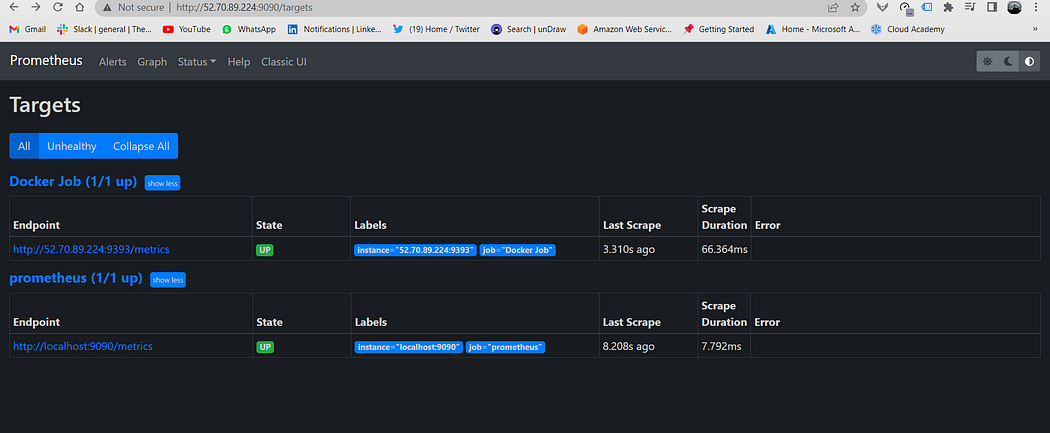 Not secure | http://52.70.89.224:9090/targets
Gmail Slack | general | The... YouTube WhatsApp Notifications | Linke... (19) Home / Twitter Search | unDraw Amazon Web Servic... Getting Started Home - Microsoft A... Cloud Academy »
Prometheus Alerts Graph Status Help Classic UI
Targets
All Unhealthy Collapse All
Docker Job (1/1 up) show less
Endpoint State Labels Last Scrape Scrape Duration Error
http://52.70.89.224:9393/metrics UP instance="52.70.89.224:9393" job="Docker Job" 3.310s ago 66.364ms
prometheus (1/1 up) show less
Endpoint State Labels Last Scrape Scrape Duration Error
http://localhost:9090/metrics UP instance="localhost:9090" job="prometheus" 8.208s ago 7.792ms